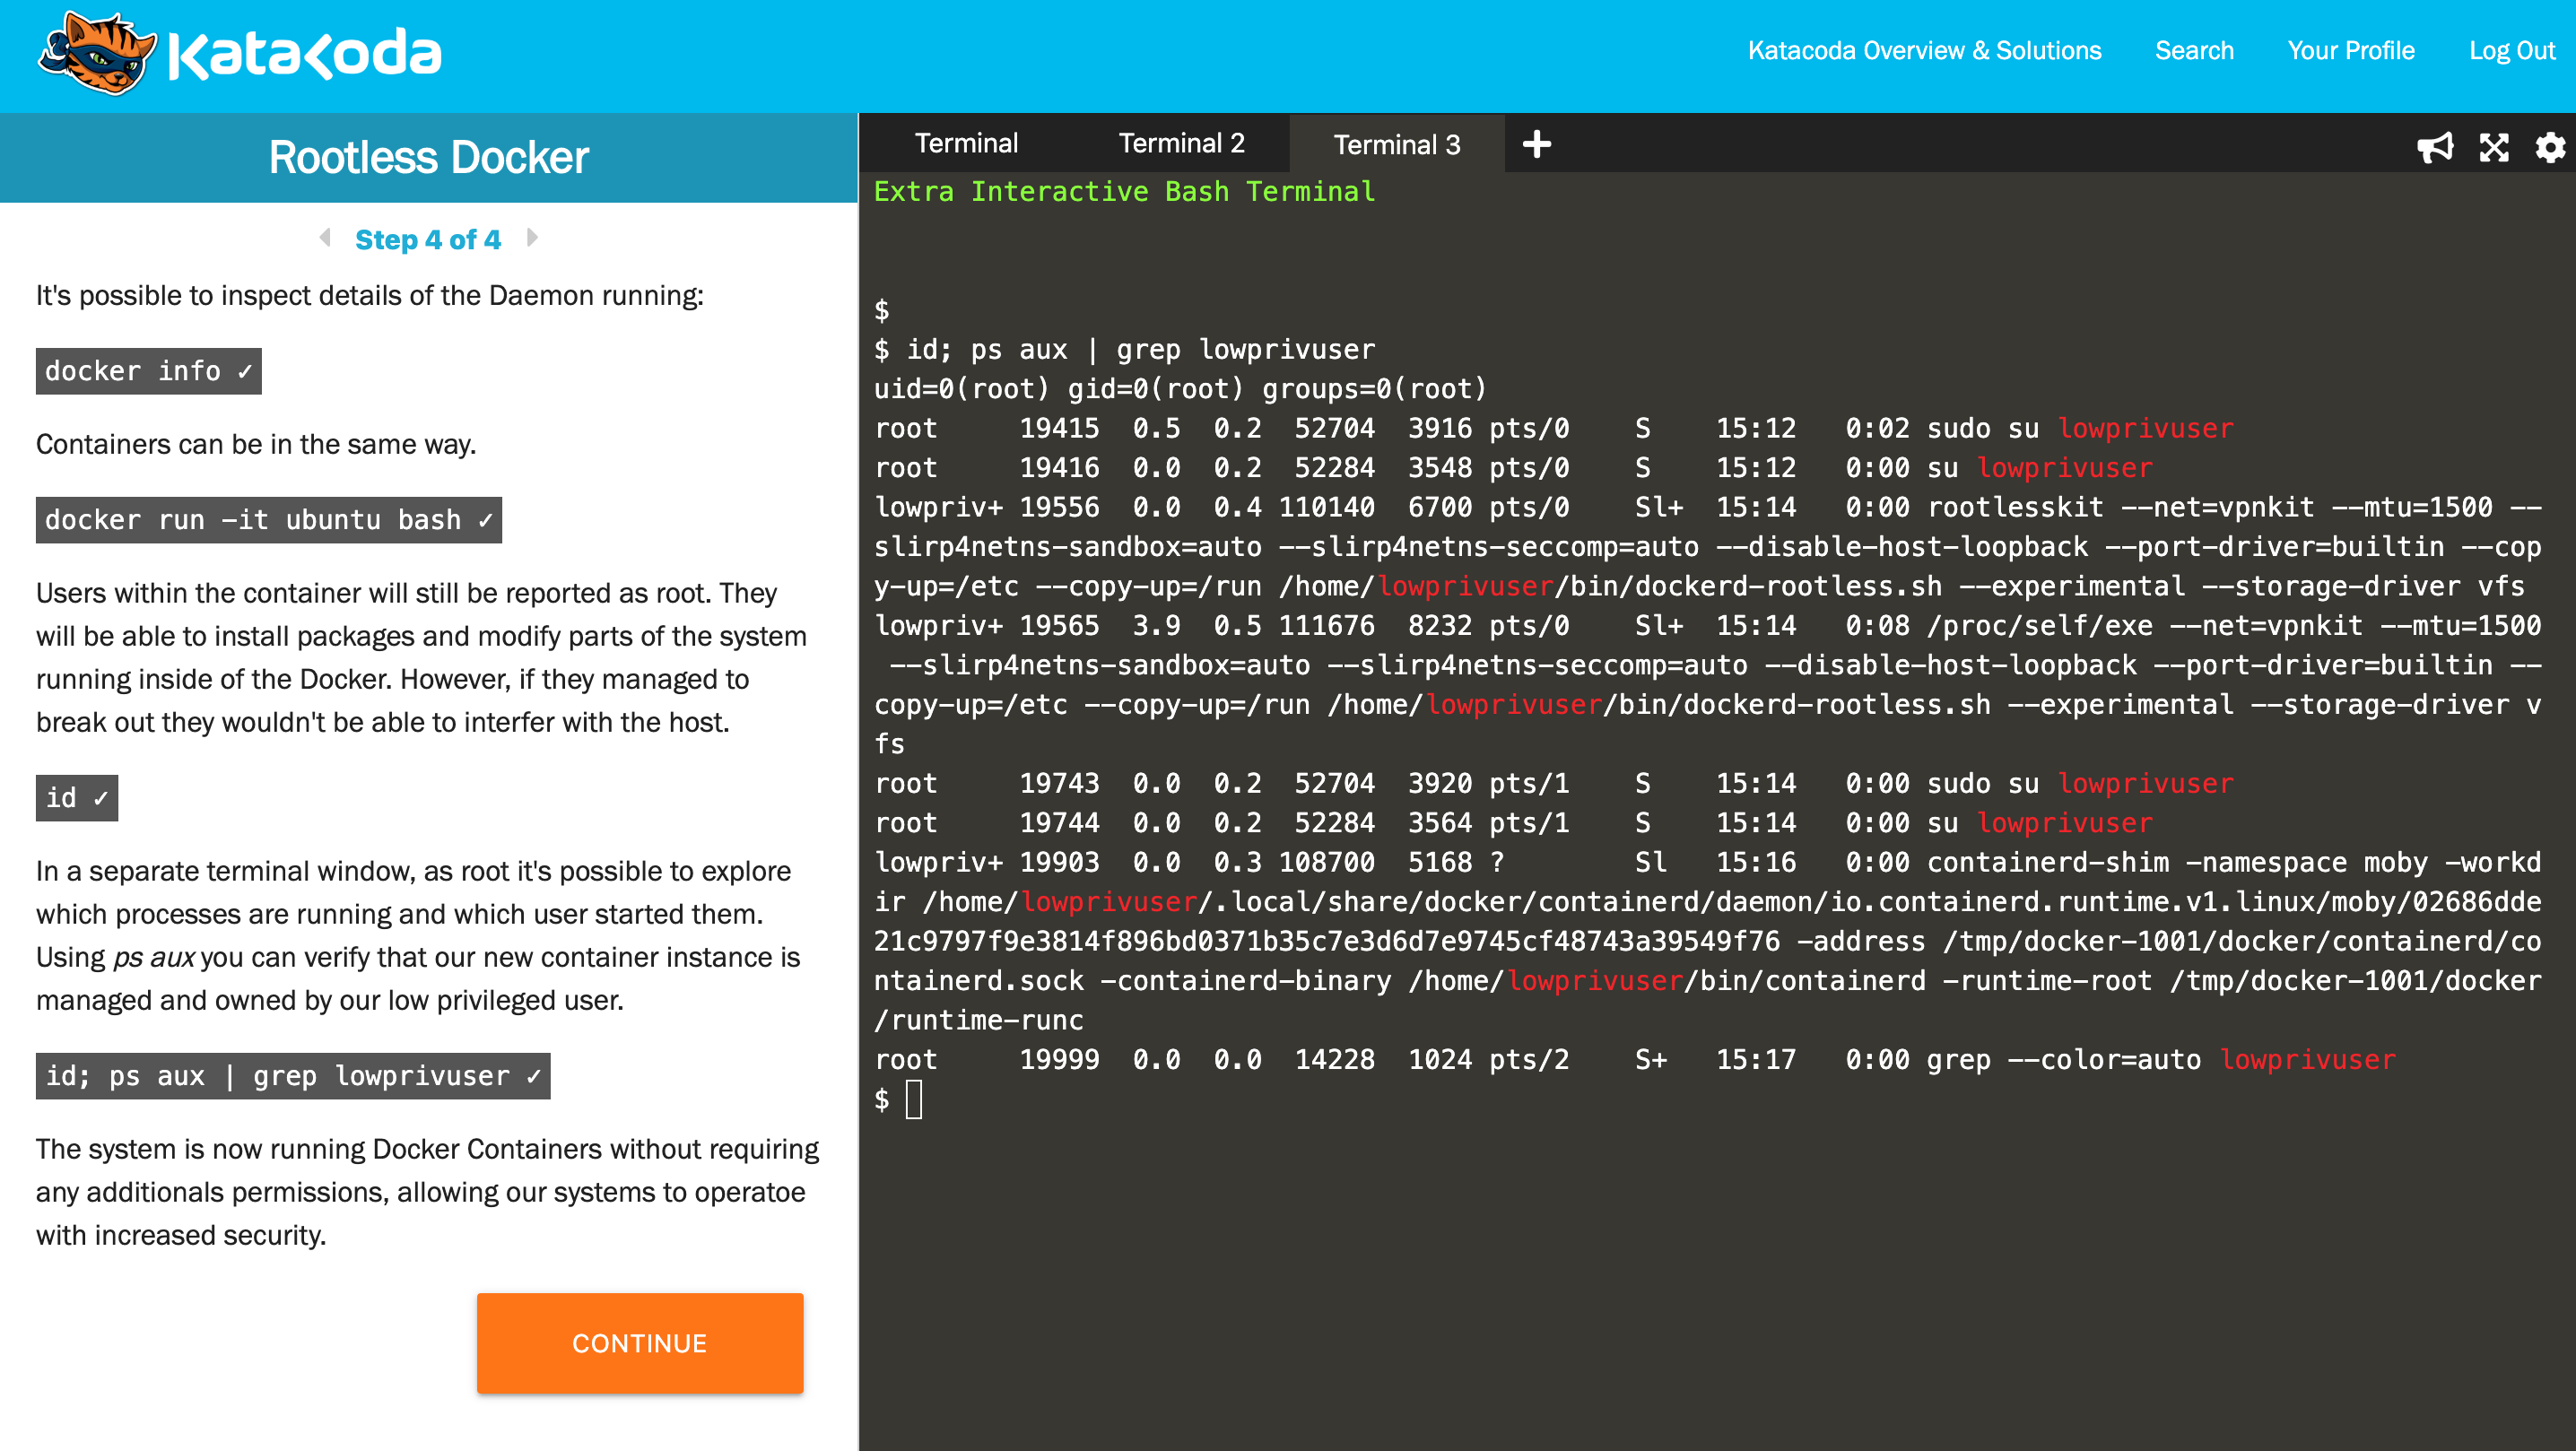 KataKoda
Katacoda Overview & Solutions
Search
Your Profile
Log Out
Rootless Docker
Step 4 of 4
It's possible to inspect details of the Daemon running:
docker info ✓
Containers can be in the same way.
docker run -it ubuntu bash ✓
Users within the container will still be reported as root. They
will be able to install packages and modify parts of the system
running inside of the Docker. However, if they managed to
break out they wouldn't be able to interfer with the host.
id ✓
In a separate terminal window, as root it's possible to explore
which processes are running and which user started them.
Using ps aux you can verify that our new container instance is
managed and owned by our low privileged user.
id; ps aux | grep lowprivuser ✓
The system is now running Docker Containers without requiring
any additionals permissions, allowing our systems to operatoe
with increased security.
CONTINUE
Terminal
Terminal 2
Terminal 3
Extra Interactive Bash Terminal
$
$ id; ps aux | grep lowprivuser
uid=0(root) gid=0(root) groups=0(root)
root     19415  0.5  0.2  52704  3916 pts/0    S    15:12   0:02 sudo su lowprivuser
root     19416  0.0  0.2  52284  3548 pts/0    S    15:12   0:00 su lowprivuser
lowpriv+ 19556  0.0  0.4 110140  6700 pts/0    Sl+  15:14   0:00 rootlesskit --net=vpnkit --mtu=1500 --
slirp4netns-sandbox=auto --slirp4netns-seccomp=auto --disable-host-loopback --port-driver=builtin --cop
y-up=/etc --copy-up=/run /home/lowprivuser/bin/dockerd-rootless.sh --experimental --storage-driver vfs
lowpriv+ 19565  3.9  0.5 111676  8232 pts/0    Sl+  15:14   0:08 /proc/self/exe --net=vpnkit --mtu=1500
 --slirp4netns-sandbox=auto --slirp4netns-seccomp=auto --disable-host-loopback --port-driver=builtin --
copy-up=/etc --copy-up=/run /home/lowprivuser/bin/dockerd-rootless.sh --experimental --storage-driver v
fs
root     19743  0.0  0.2  52704  3920 pts/1    S    15:14   0:00 sudo su lowprivuser
root     19744  0.0  0.2  52284  3564 pts/1    S    15:14   0:00 su lowprivuser
lowpriv+ 19903  0.0  0.3 108700  5168 ?        Sl   15:16   0:00 containerd-shim -namespace moby -workd
ir /home/lowprivuser/.local/share/docker/containerd/daemon/io.containerd.runtime.v1.linux/moby/02686dde
21c9797f9e3814f896bd0371b35c7e3d6d7e9745cf48743a39549f76 -address /tmp/docker-1001/docker/containerd/co
ntainerd.sock -containerd-binary /home/lowprivuser/bin/containerd -runtime-root /tmp/docker-1001/docker
/runtime-runc
root     19999  0.0  0.0  14228  1024 pts/2    S+   15:17   0:00 grep --color=auto lowprivuser
$